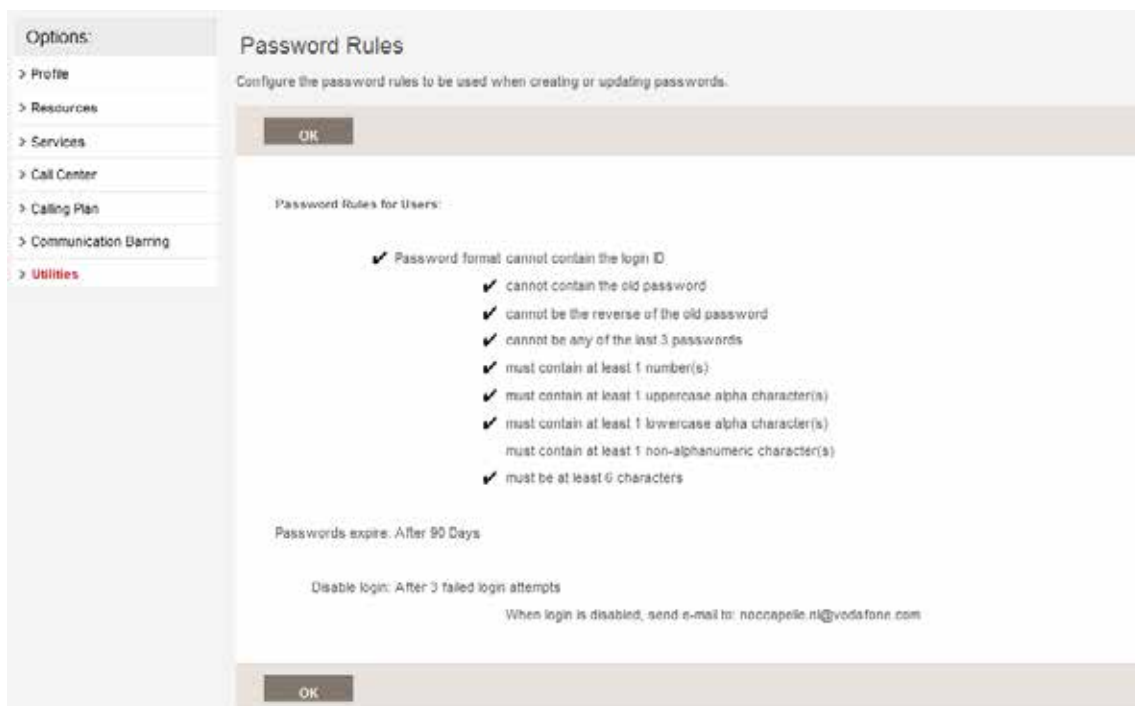 Options:
> Profile
> Resources
> Services
> Call Center
> Calling Plan
> Communication Barring
> Utilities
Password Rules
Configure the password rules to be used when creating or updating passwords.
OK
Password Rules for Users:
✔ Password format cannot contain the login ID
✔ cannot contain the old password
✔ cannot be the reverse of the old password
✔ cannot be any of the last 3 passwords
✔ must contain at least 1 number(s)
✔ must contain at least 1 uppercase alpha character(s)
✔ must contain at least 1 lowercase alpha character(s)
must contain at least 1 non-alphanumeric character(s)
✔ must be at least 6 characters
Passwords expire: After 90 Days
Disable login: After 3 failed login attempts
When login is disabled, send e-mail to: noccapelle.nl@vodafone.com
OK